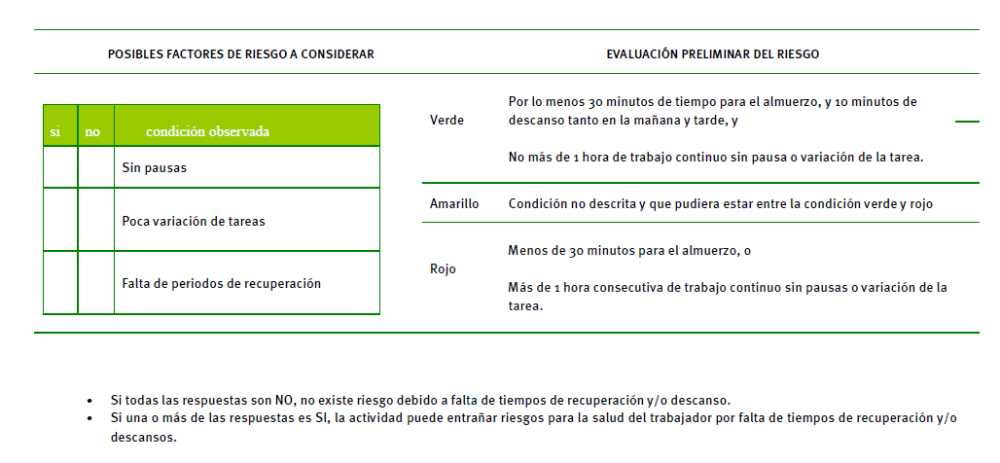 POSIBLES FACTORES DE RIESGO A CONSIDERAR
EVALUACIÓN PRELIMINAR DEL RIESGO
si no condición observada
Sin pausas
Poca variación de tareas
Falta de periodos de recuperación
Verde
Por lo menos 30 minutos de tiempo para el almuerzo, y 10 minutos de
descanso tanto en la mañana y tarde, y
No más de 1 hora de trabajo continuo sin pausa o variación de la tarea.
Amarillo
Condición no descrita y que pudiera estar entre la condición verde y rojo
Rojo
Menos de 30 minutos para el almuerzo, o
Más de 1 hora consecutiva de trabajo continuo sin pausas o variación de la
tarea.
• Si todas las respuestas son NO, no existe riesgo debido a falta de tiempos de recuperación y/o descanso.
• Si una o más de las respuestas es SI, la actividad puede entrañar riesgos para la salud del trabajador por falta de tiempos de recuperación y/o
descansos.